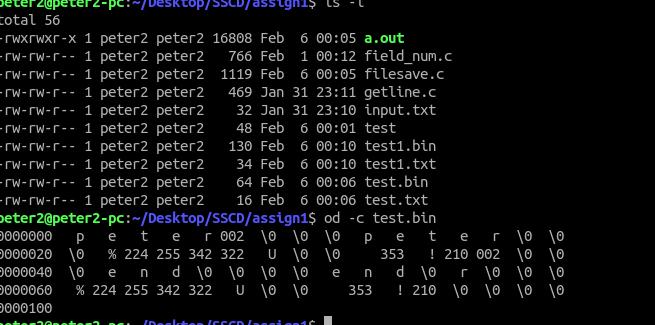 peter2@peter2-pc:~/Desktop/SSCD/assign1$ ls -l
total 56
-rwxrwxr-x 1 peter2 peter2 16808 Feb  6 00:05 a.out
-rw-rw-r-- 1 peter2 peter2   766 Feb  1 00:12 field_num.c
-rw-rw-r-- 1 peter2 peter2  1119 Feb  6 00:05 filesave.c
-rw-rw-r-- 1 peter2 peter2   469 Jan 31 23:11 getline.c
-rw-rw-r-- 1 peter2 peter2    32 Jan 31 23:10 input.txt
-rw-rw-r-- 1 peter2 peter2    48 Feb  6 00:01 test
-rw-rw-r-- 1 peter2 peter2   130 Feb  6 00:10 test1.bin
-rw-rw-r-- 1 peter2 peter2    34 Feb  6 00:10 test1.txt
-rw-rw-r-- 1 peter2 peter2    64 Feb  6 00:06 test.bin
-rw-rw-r-- 1 peter2 peter2    16 Feb  6 00:06 test.txt
peter2@peter2-pc:~/Desktop/SSCD/assign1$ od -c test.bin
0000000   p   e   t   e   r 002  \0  \0  \0   p   e   t   e   r  \0  \0
0000020  \0   % 224 255 342 322   U  \0  \0     353   ! 210 002  \0  \0
0000040  \0   e   n   d  \0  \0  \0  \0   e   n   d  \0   r  \0  \0  \0
0000060   % 224 255 342 322   U  \0  \0     353   ! 210  \0  \0  \0  \0
0000100
peter2@peter2-pc:~/Desktop/SSCD/assign1$